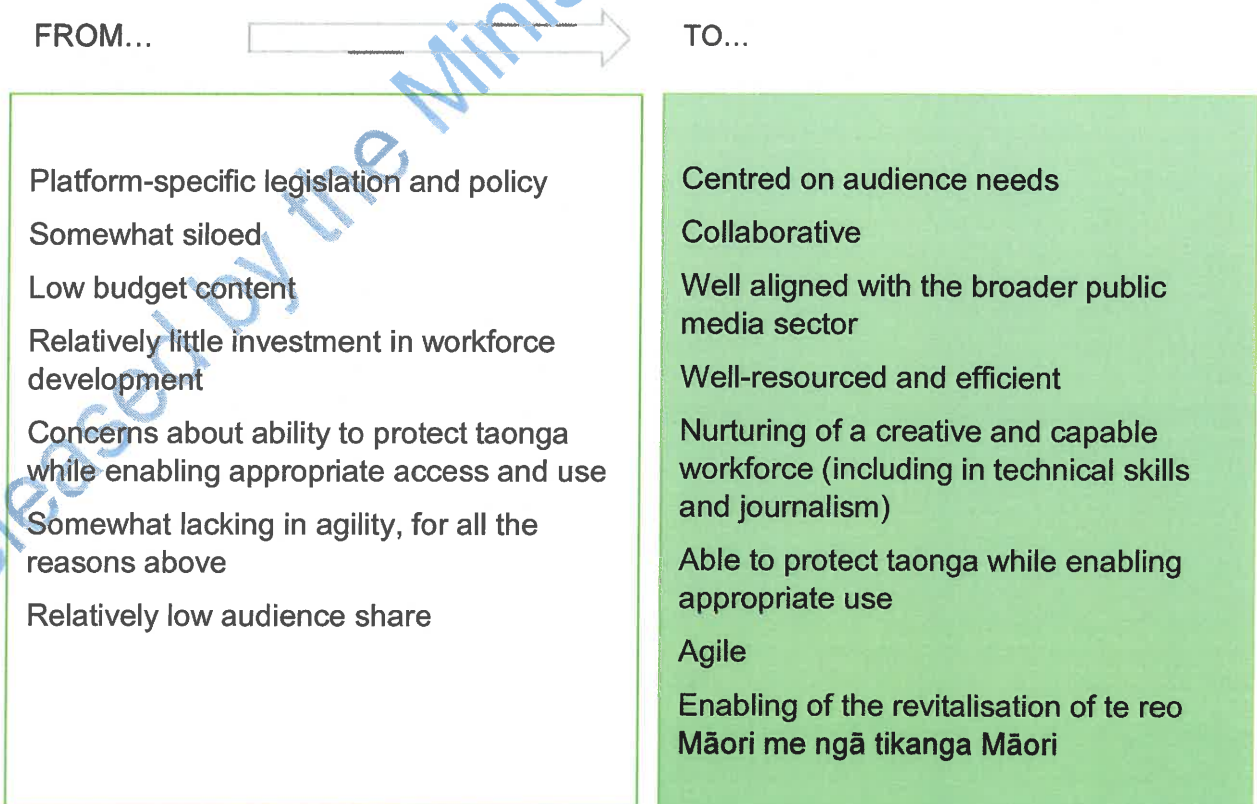 FROM...
TO...
Platform-specific legislation and policy
Somewhat siloed
Low budget content
Relatively little investment in workforce
development
Concerns about ability to protect taonga
while enabling appropriate access and use
Somewhat lacking in agility, for all the
reasons above
Relatively low audience share
Centred on audience needs
Collaborative
Well aligned with the broader public
media sector
Well-resourced and efficient
Nurturing of a creative and capable
workforce (including in technical skills
and journalism)
Able to protect taonga while enabling
appropriate use
Agile
Enabling of the revitalisation of te reo
Māori me ngā tikanga Māori
by the